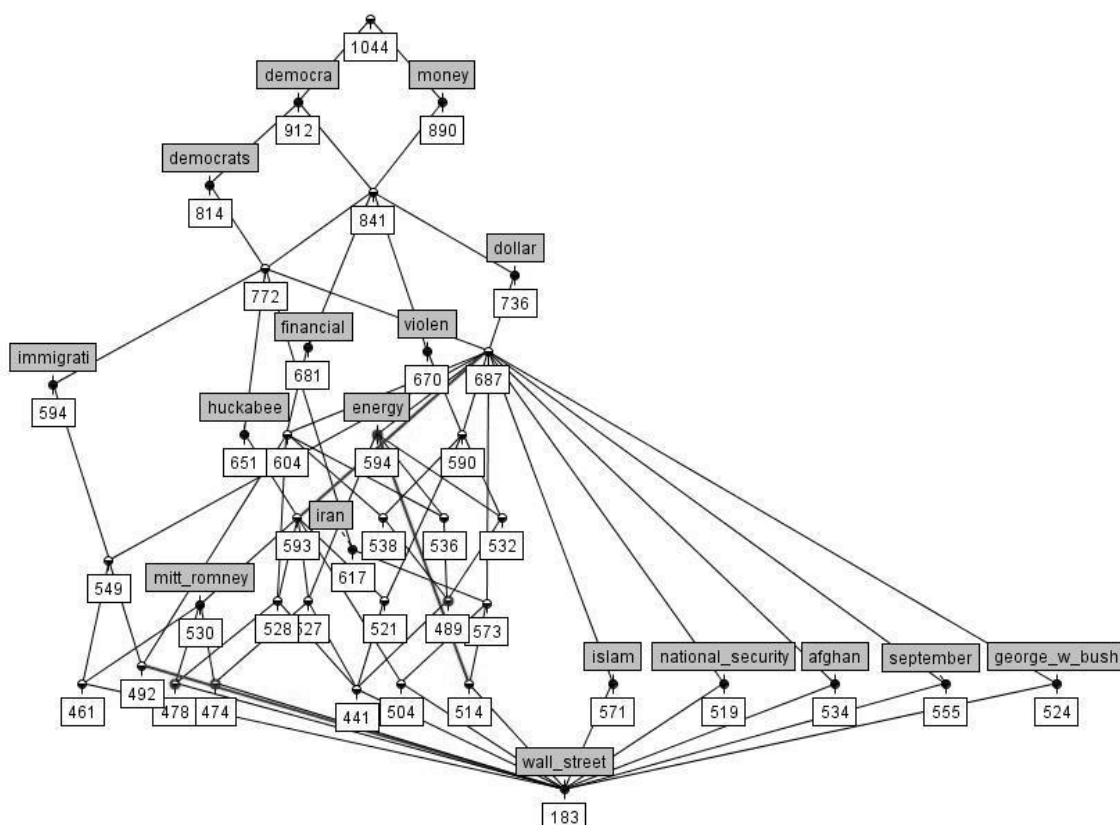 1044
democra
money
912
890
democrats
814
841
dollar
772
736
financial
violen
immigrati
681
670
687
594
huckabee
energy
651
604
594
590
iran
593
538
536
532
549
mitt_romney
617
530
528
527
521
489
573
islam
national_security
afghan
september
george_w_bush
461
492
478
474
441
504
514
571
519
534
555
524
wall_street
183